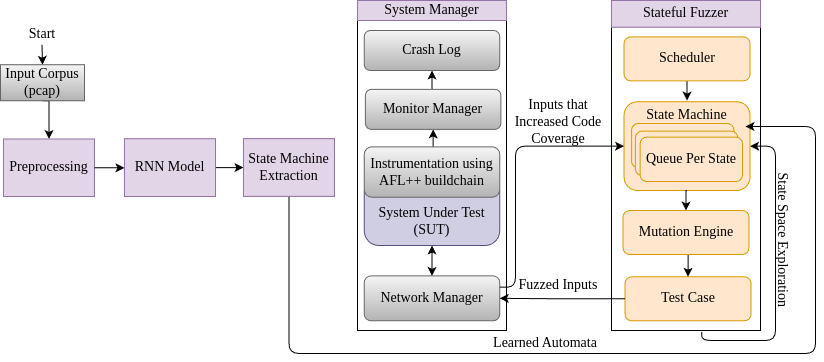 Start
Input Corpus
(pcap)
Preprocessing
RNN Model
State Machine
Extraction
System Manager
Crash Log
Monitor Manager
Instrumentation using
AFL++ buildchain
System Under Test
(SUT)
Network Manager
Inputs that
Increased Code
Coverage
Fuzzed Inputs
Stateful Fuzzer
Scheduler
State Machine
Queue Per State
Mutation Engine
Test Case
State Space Exploration
Learned Automata